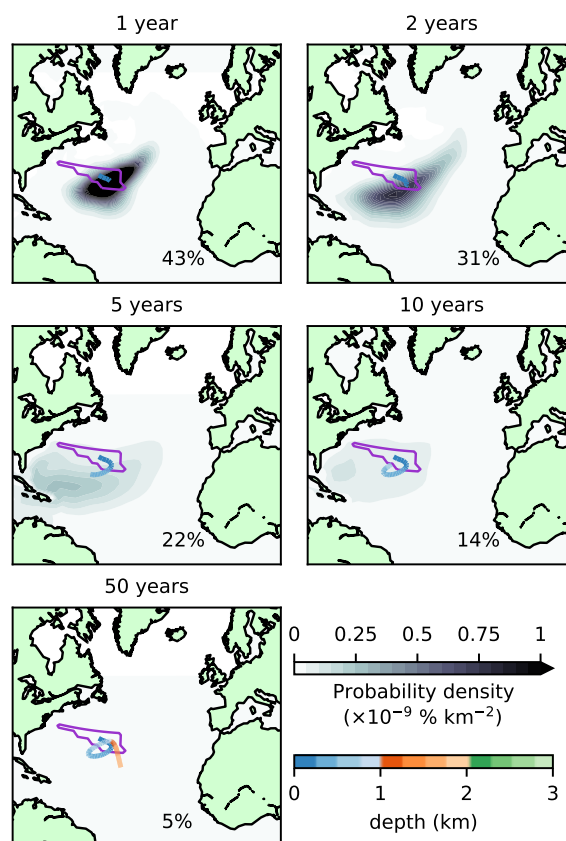 1 year
2 years
43%
31%
5 years
10 years
22%
14%
50 years
5%
0 0.25 0.5 0.75 1
Probability density
(×10⁻⁹ % km⁻²)
0 1 2 3
depth (km)